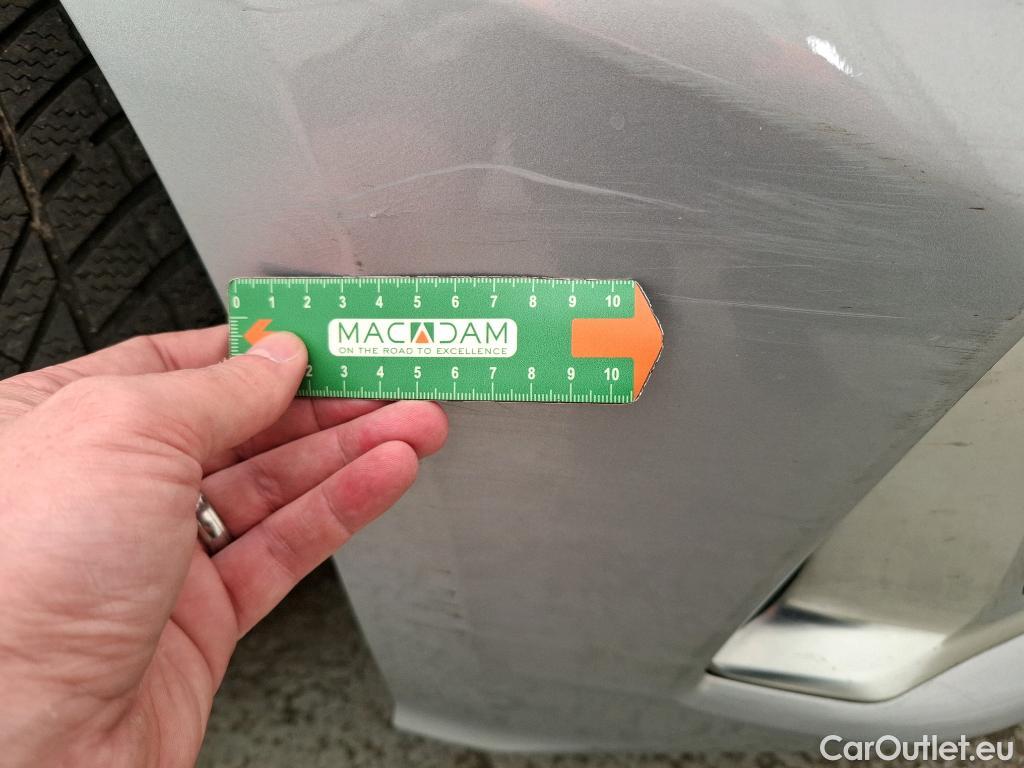 0 1 2 3 4 5 6 7 8 9 10
MACADAM
ON THE ROAD TO EXCELLENCE
2 3 4 5 6 7 8 9 10
CarOutlet.eu